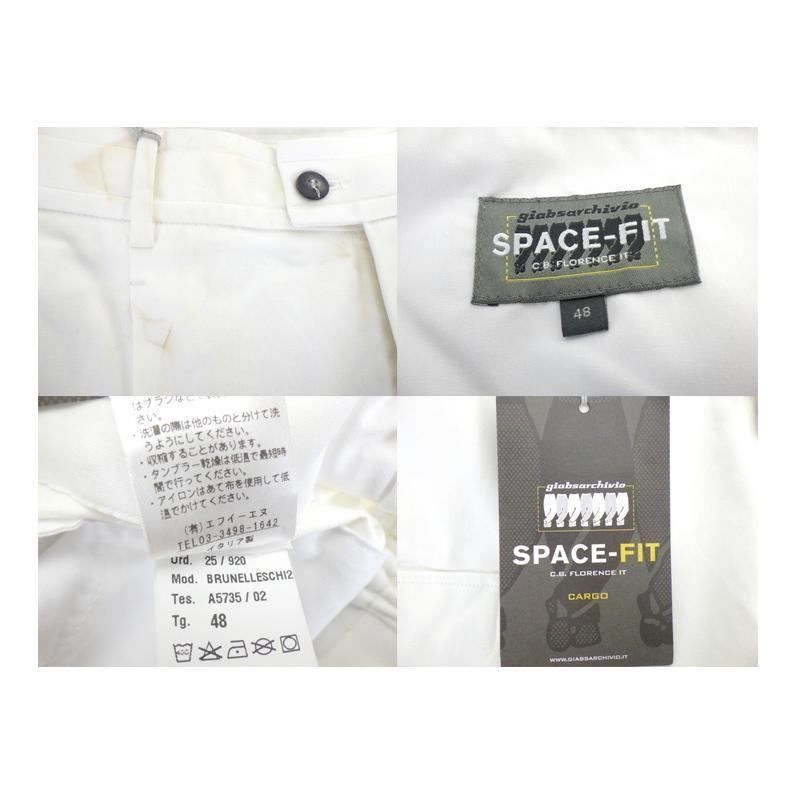 giabsarchivio
SPACE-FIT
C.B. FLORENCE IT
48
はブラシなどで
さい。
・洗濯の際は他のものと分けて洗
うようにしてください。
・収縮することがあります。
・タンブラー乾燥は低温で最短時
間で行ってください。
・アイロンはあて布を使用して低
温でかけてください。
(有)エフイーエヌ
TEL03-3498-1642
イタリア製
Ord. 25 / 920
Mod. BRUNELLESCHI2
Tes. A5735 / 02
Tg. 48
giabsarchivio
SPACE-FIT
C.B. FLORENCE IT
CARGO
WWW.GIABSARCHIVIO.IT